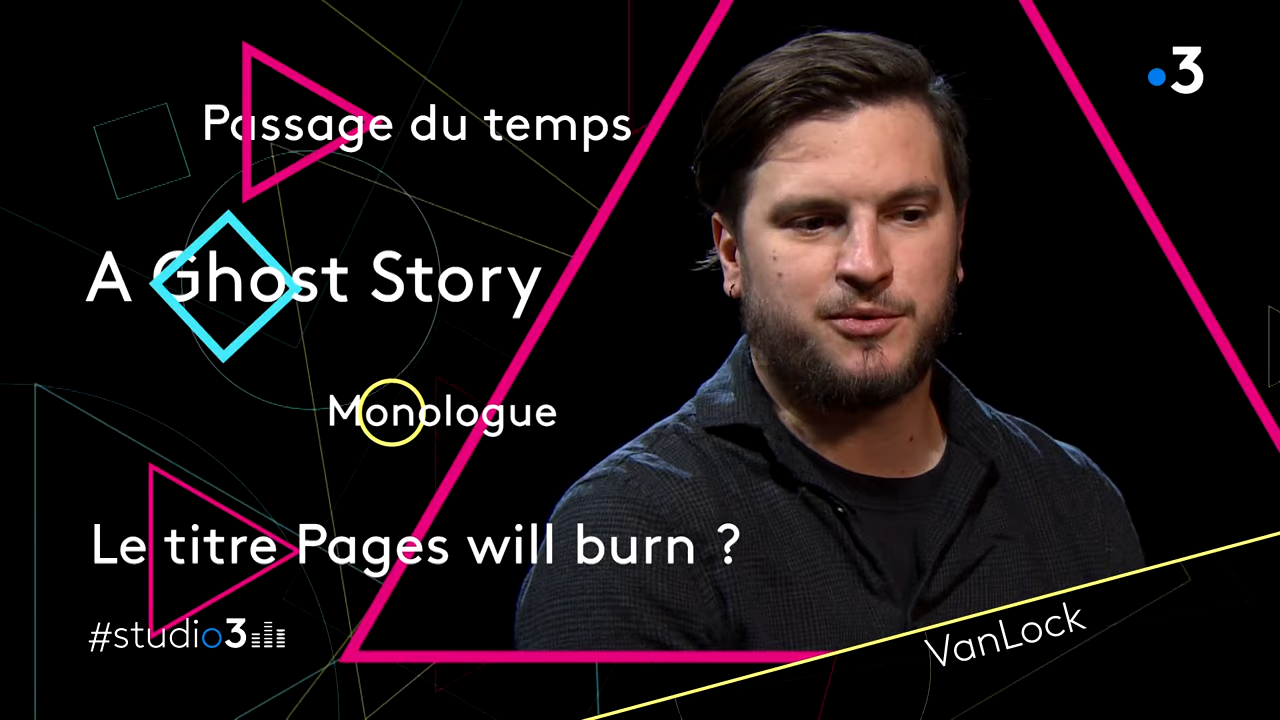 Passage du temps
3
A Ghost Story
Monologue
Le titre Pages will burn ?
#studio3
VanLock